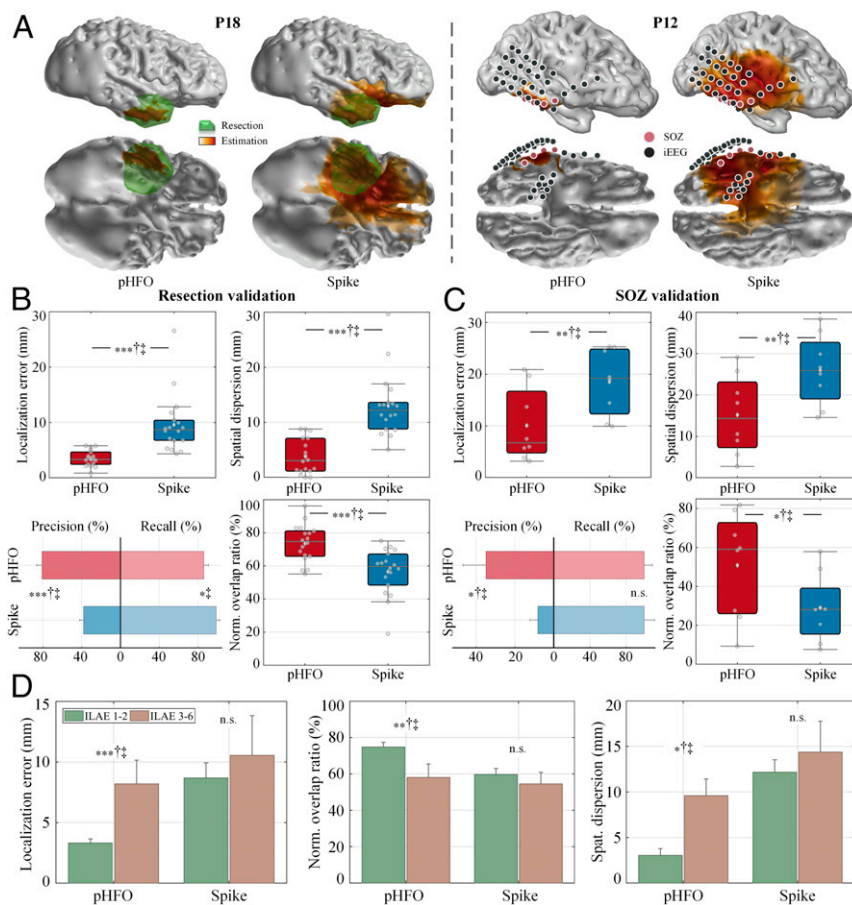 A
P18
P12
Resection
Estimation
SOZ
iEEG
pHFO
Spike
pHFO
Spike
B
Resection validation
C
SOZ validation
Localization error (mm)
30
20
10
0
***†‡
pHFO
Spike
Spatial dispersion (mm)
30
20
10
0
***†‡
pHFO
Spike
Localization error (mm)
30
20
10
0
**†‡
pHFO
Spike
Spatial dispersion (mm)
40
30
20
10
0
**†‡
pHFO
Spike
Precision (%)
Recall (%)
pHFO
Spike
***†‡
*‡
80
40
0
40
80
Norm. overlap ratio (%)
100
80
60
40
20
0
***†‡
pHFO
Spike
Precision (%)
Recall (%)
pHFO
Spike
*†‡
n.s.
40
20
0
40
80
Norm. overlap ratio (%)
80
60
40
20
0
*†‡
pHFO
Spike
D
Localization error (mm)
15
10
5
0
ILAE 1-2
ILAE 3-6
***†‡
n.s.
pHFO
Spike
Norm. overlap ratio (%)
100
80
60
40
20
0
**†‡
n.s.
pHFO
Spike
Spat. dispersion (mm)
20
15
10
5
0
*†‡
n.s.
pHFO
Spike